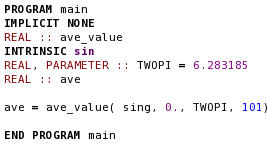 PROGRAM main
IMPLICIT NONE
REAL :: ave_value
INTRINSIC sin
REAL, PARAMETER :: TWOPI = 6.283185
REAL :: ave
ave = ave_value( sing, 0., TWOPI, 101)
END PROGRAM main